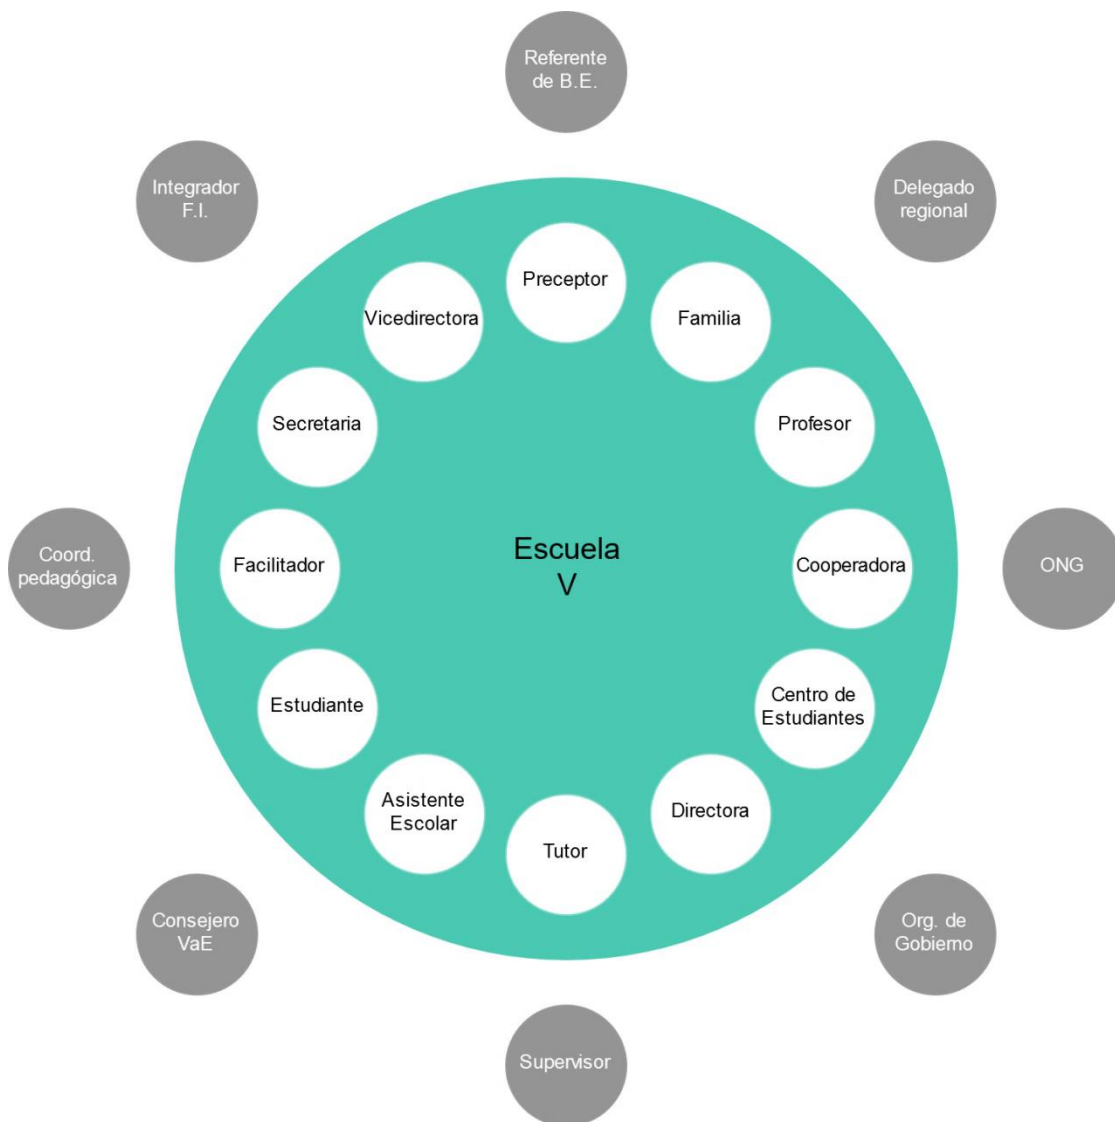 Referente
de B.E.
Integrador
F.I.
Delegado
regional
Preceptor
Vicedirectora
Familia
Secretaria
Profesor
Escuela
V
Coord.
pedagógica
Facilitador
Cooperadora
ONG
Estudiante
Centro de
Estudiantes
Asistente
Escolar
Directora
Tutor
Consejero
VaE
Org. de
Gobierno
Supervisor